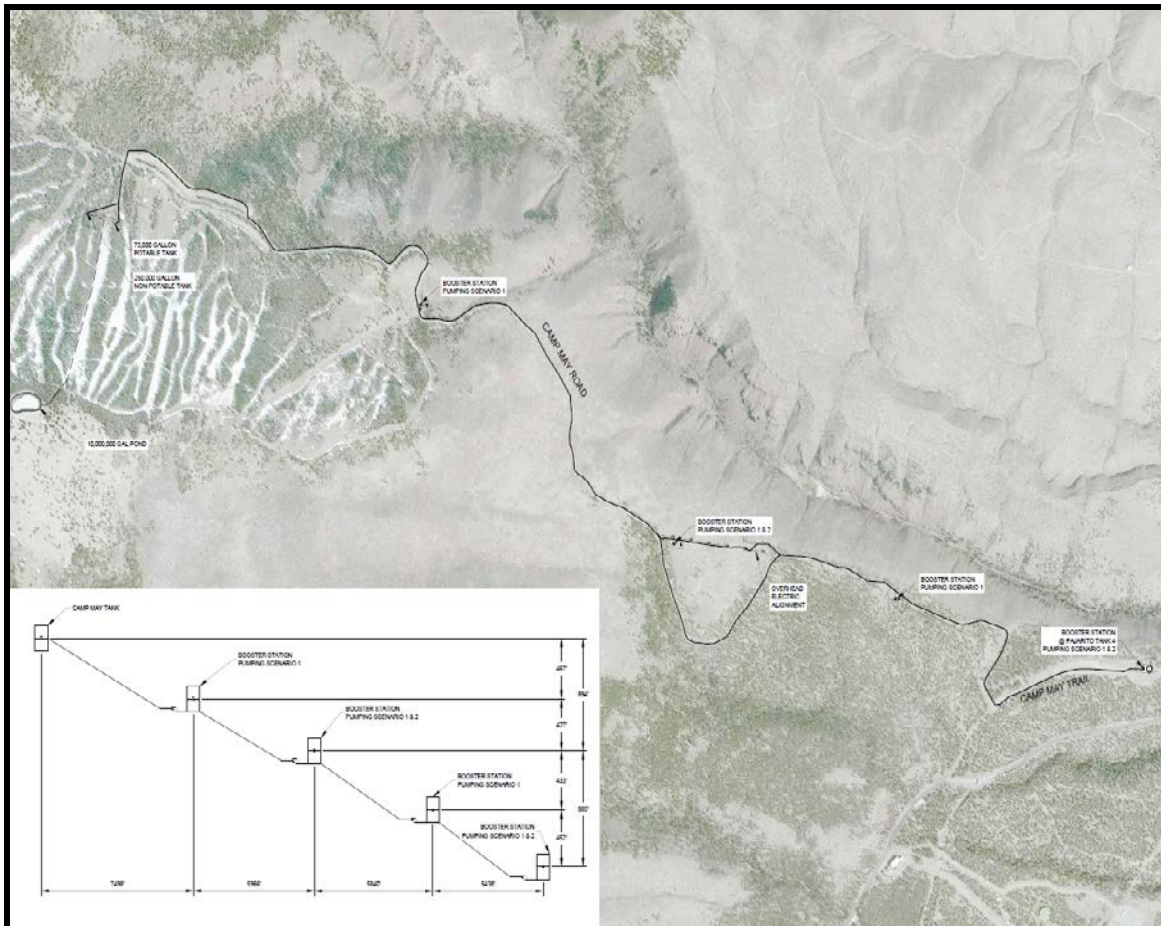 75,000 GALLON
POTABLE TANK
250,000 GALLON
NON-POTABLE TANK
BOOSTER STATION
PUMPING SCENARIO 1
CAMP MAY ROAD
10,000,000 GAL POND
BOOSTER STATION
PUMPING SCENARIO 1 & 2
OVERHEAD
ELECTRIC
ALIGNMENT
BOOSTER STATION
PUMPING SCENARIO 1
BOOSTER STATION
@ PAJARITO TANK 4
PUMPING SCENARIO 1 & 2
CAMP MAY TRAIL
CAMP MAY TANK
BOOSTER STATION
PUMPING SCENARIO 1
BOOSTER STATION
PUMPING SCENARIO 1 & 2
BOOSTER STATION
PUMPING SCENARIO 1
BOOSTER STATION
PUMPING SCENARIO 1 & 2